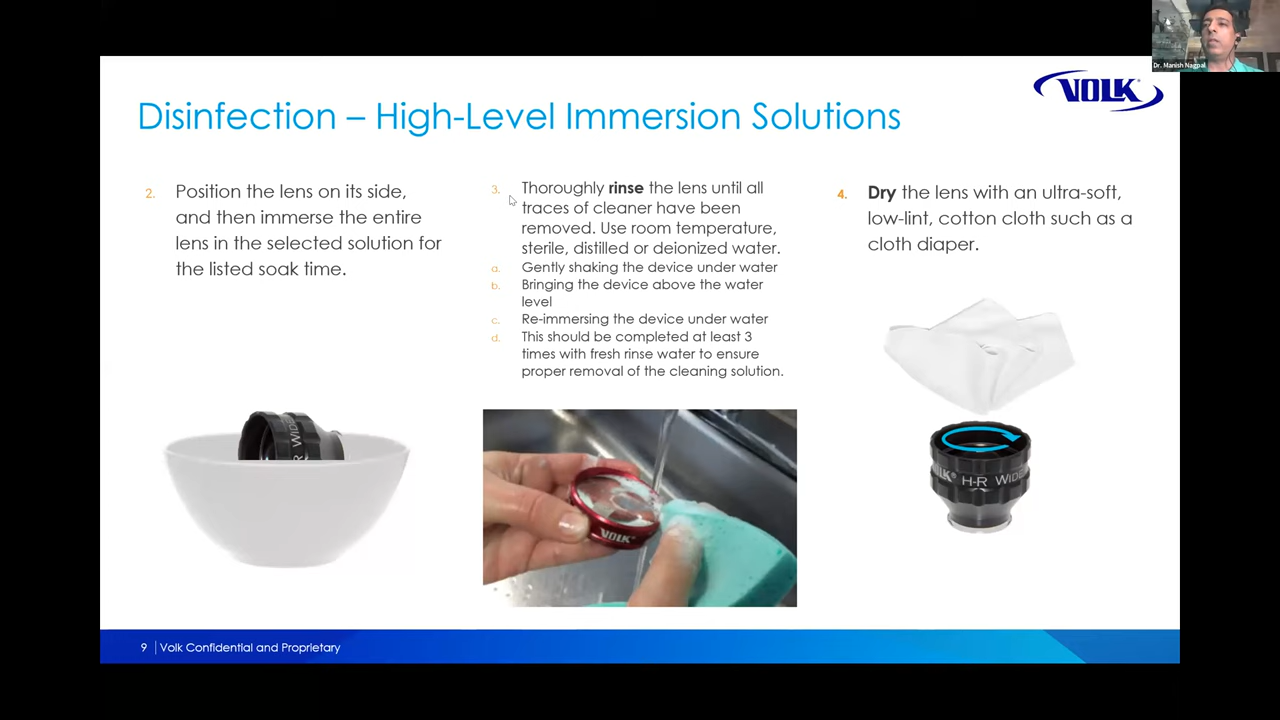 Dr. Manish Nagpal
VOLK
Disinfection – High-Level Immersion Solutions
2. Position the lens on its side,
and then immerse the entire
lens in the selected solution for
the listed soak time.
3. Thoroughly rinse the lens until all
traces of cleaner have been
removed. Use room temperature,
sterile, distilled or deionized water.
a. Gently shaking the device under water
b. Bringing the device above the water
level
c. Re-immersing the device under water
d. This should be completed at least 3
times with fresh rinse water to ensure
proper removal of the cleaning solution.
4. Dry the lens with an ultra-soft,
low-lint, cotton cloth such as a
cloth diaper.
R WIDE
VOLK
VOLK H-R WIDE
9 Volk Confidential and Proprietary